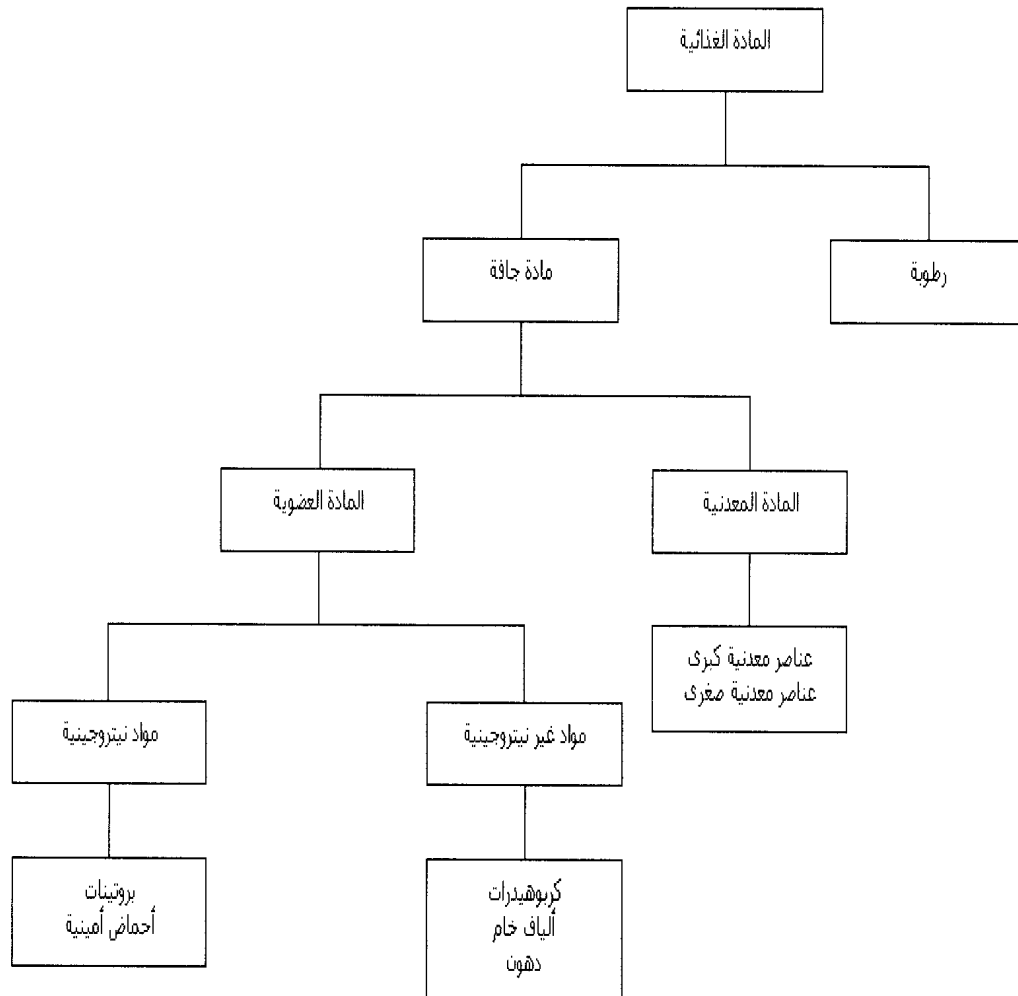 المادة الغذائية
رطوبة
مادة جافة
المادة المعدنية
المادة العضوية
عناصر معدنية كبرى
عناصر معدنية صغرى
مواد غير نيتروجينية
مواد نيتروجينية
كربوهيدرات
ألياف خام
دهون
بروتينات
أحماض أمينية